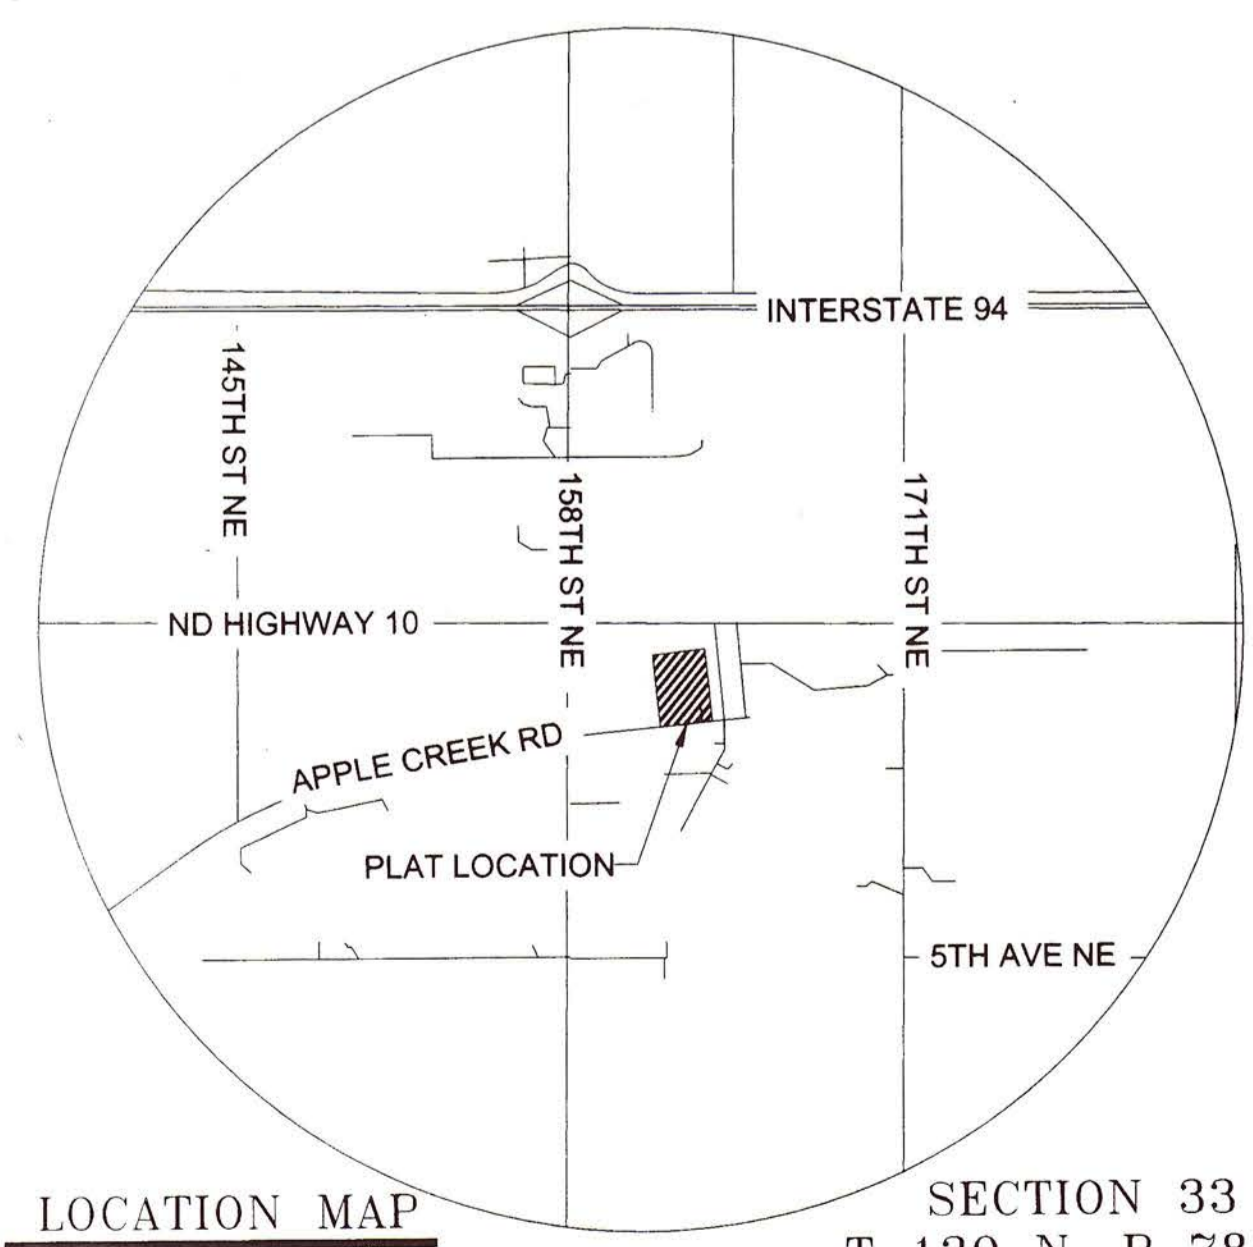 INTERSTATE 94
145TH ST NE
158TH ST NE
171TH ST NE
ND HIGHWAY 10
APPLE CREEK RD
PLAT LOCATION
5TH AVE NE
LOCATION MAP
SECTION 33